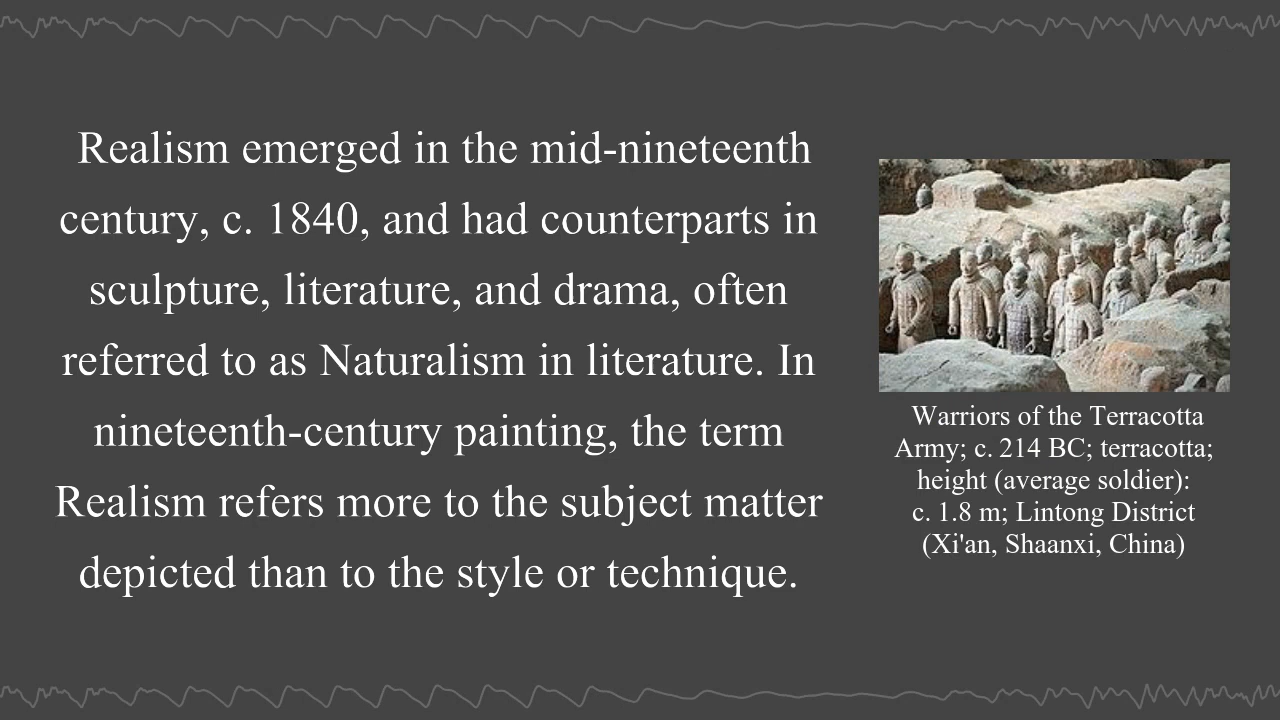 Realism emerged in the mid-nineteenth
century, c. 1840, and had counterparts in
sculpture, literature, and drama, often
referred to as Naturalism in literature. In
nineteenth-century painting, the term
Realism refers more to the subject matter
depicted than to the style or technique.
Warriors of the Terracotta
Army; c. 214 BC; terracotta;
height (average soldier):
c. 1.8 m; Lintong District
(Xi'an, Shaanxi, China)